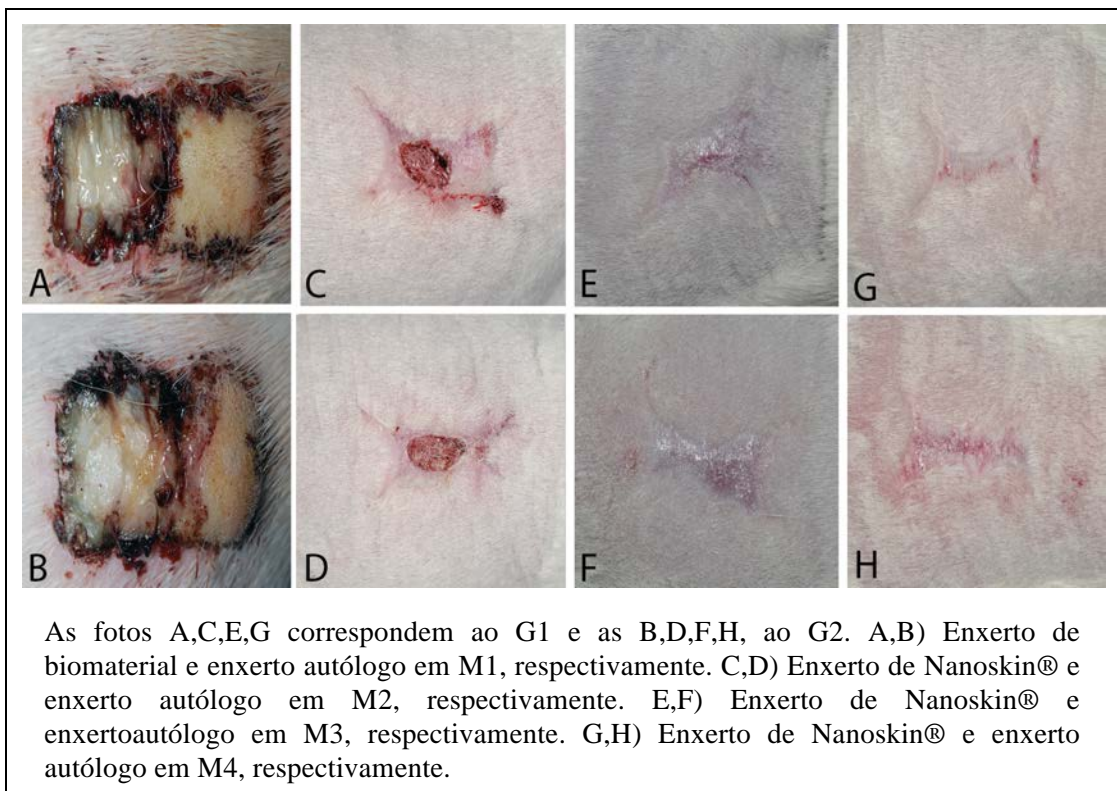 A
C
E
G
B
D
F
H
As fotos A,C,E,G correspondem ao G1 e as B,D,F,H, ao G2. A,B) Enxerto de
biomaterial e enxerto autólogo em M1, respectivamente. C,D) Enxerto de Nanoskin® e
enxerto autólogo em M2, respectivamente. E,F) Enxerto de Nanoskin® e
enxertoautólogo em M3, respectivamente. G,H) Enxerto de Nanoskin® e enxerto
autólogo em M4, respectivamente.